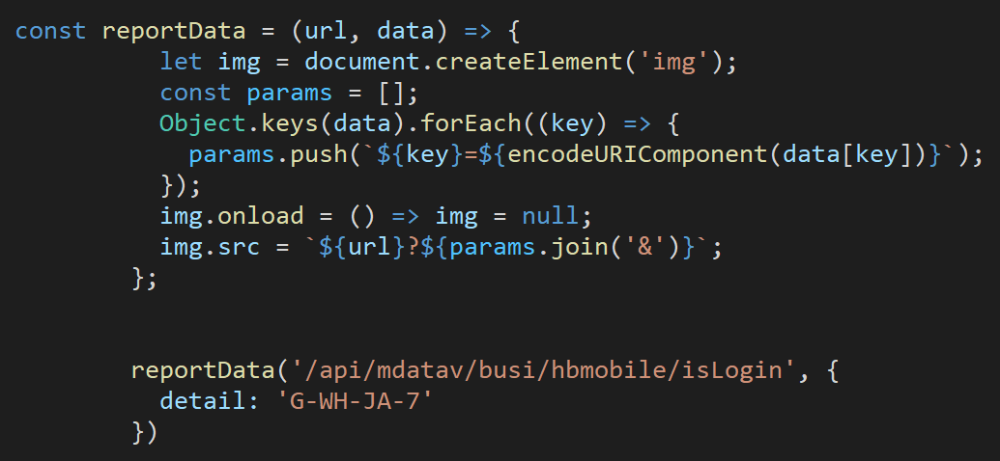 const reportData = (url, data) => {
let img = document.createElement('img');
const params = [];
Object.keys(data).forEach((key) => {
params.push(`${key}=${encodeURIComponent(data[key])}`);
});
img.onload = () => img = null;
img.src = `${url}?${params.join('&')}`;
};
reportData('/api/mdatav/busi/hbmobile/isLogin', {
detail: 'G-WH-JA-7'
})